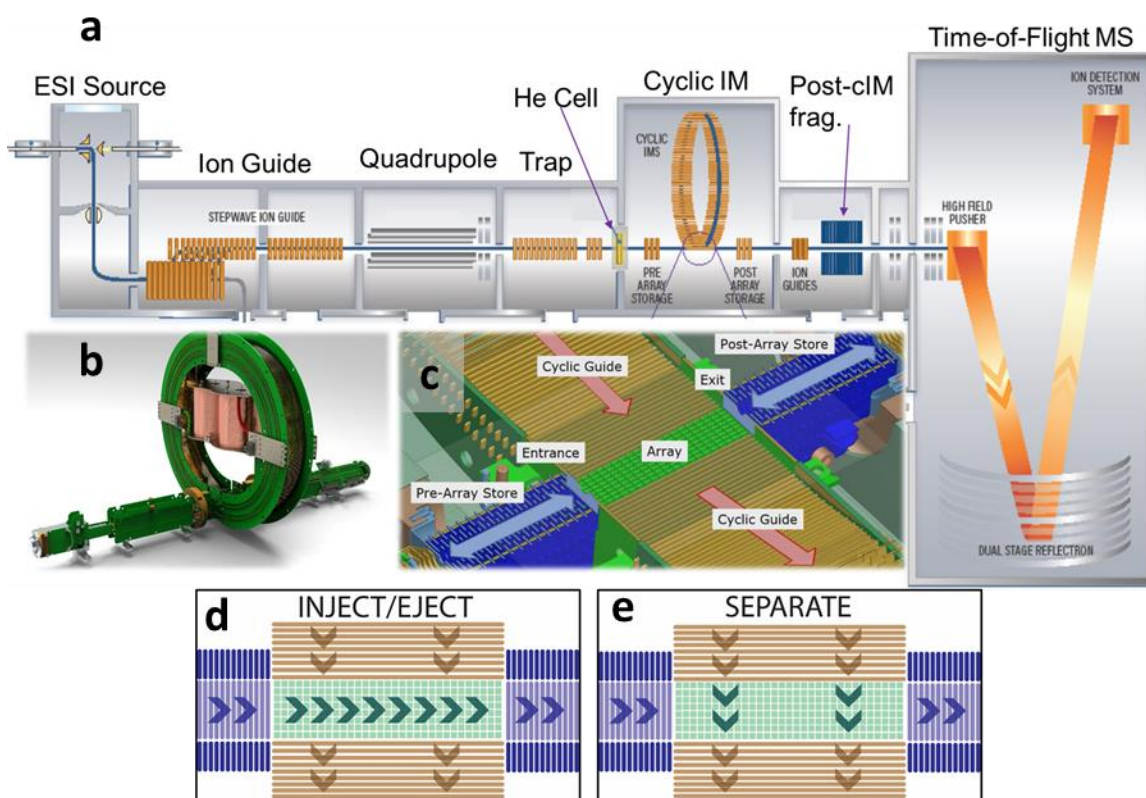 a
Time-of-Flight MS
ESI Source
Cyclic IM
He Cell
Post-cIM
frag.
ION DETECTION
SYSTEM
Ion Guide
Quadrupole
Trap
CYCLIC
IMS
STEPWAVE ION GUIDE
HIGH FIELD
PUSHER
PRE
ARRAY
STORAGE
POST
ARRAY
STORAGE
ION
GUIDES
b
c
Cyclic Guide
Post-Array Store
Exit
Entrance
Array
Pre-Array Store
Cyclic Guide
DUAL STAGE REFLECTRON
d
INJECT/EJECT
e
SEPARATE